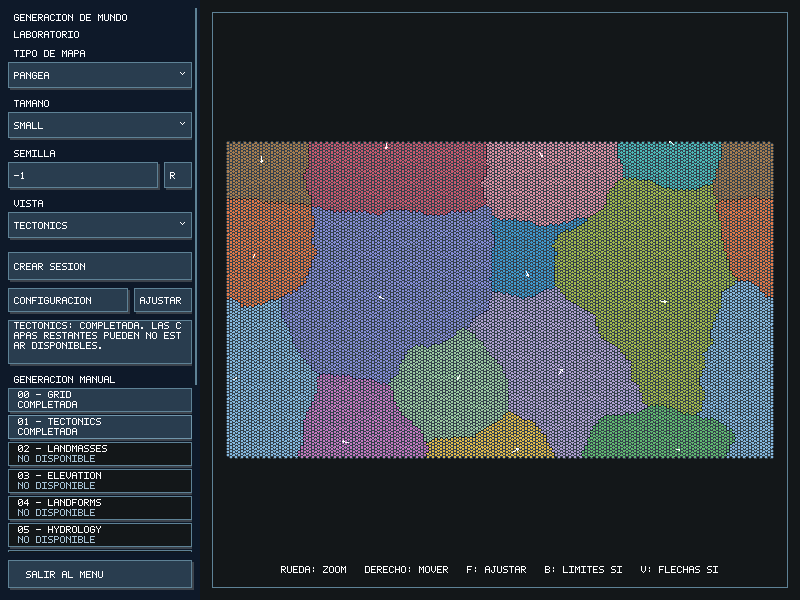 GENERACION DE MUNDO
LABORATORIO
TIPO DE MAPA
PANGEA
TAMANO
SMALL
SEMILLA
-1
R
VISTA
TECTONICS
CREAR SESION
CONFIGURACION
AJUSTAR
TECTONICS: COMPLETADA. LAS C
APAS RESTANTES PUEDEN NO EST
AR DISPONIBLES.
GENERACION MANUAL
00 - GRID
COMPLETADA
01 - TECTONICS
COMPLETADA
02 - LANDMASSES
NO DISPONIBLE
03 - ELEVATION
NO DISPONIBLE
04 - LANDFORMS
NO DISPONIBLE
05 - HYDROLOGY
NO DISPONIBLE
SALIR AL MENU
RUEDA: ZOOM DERECHO: MOVER F: AJUSTAR B: LIMITES SI V: FLECHAS SI